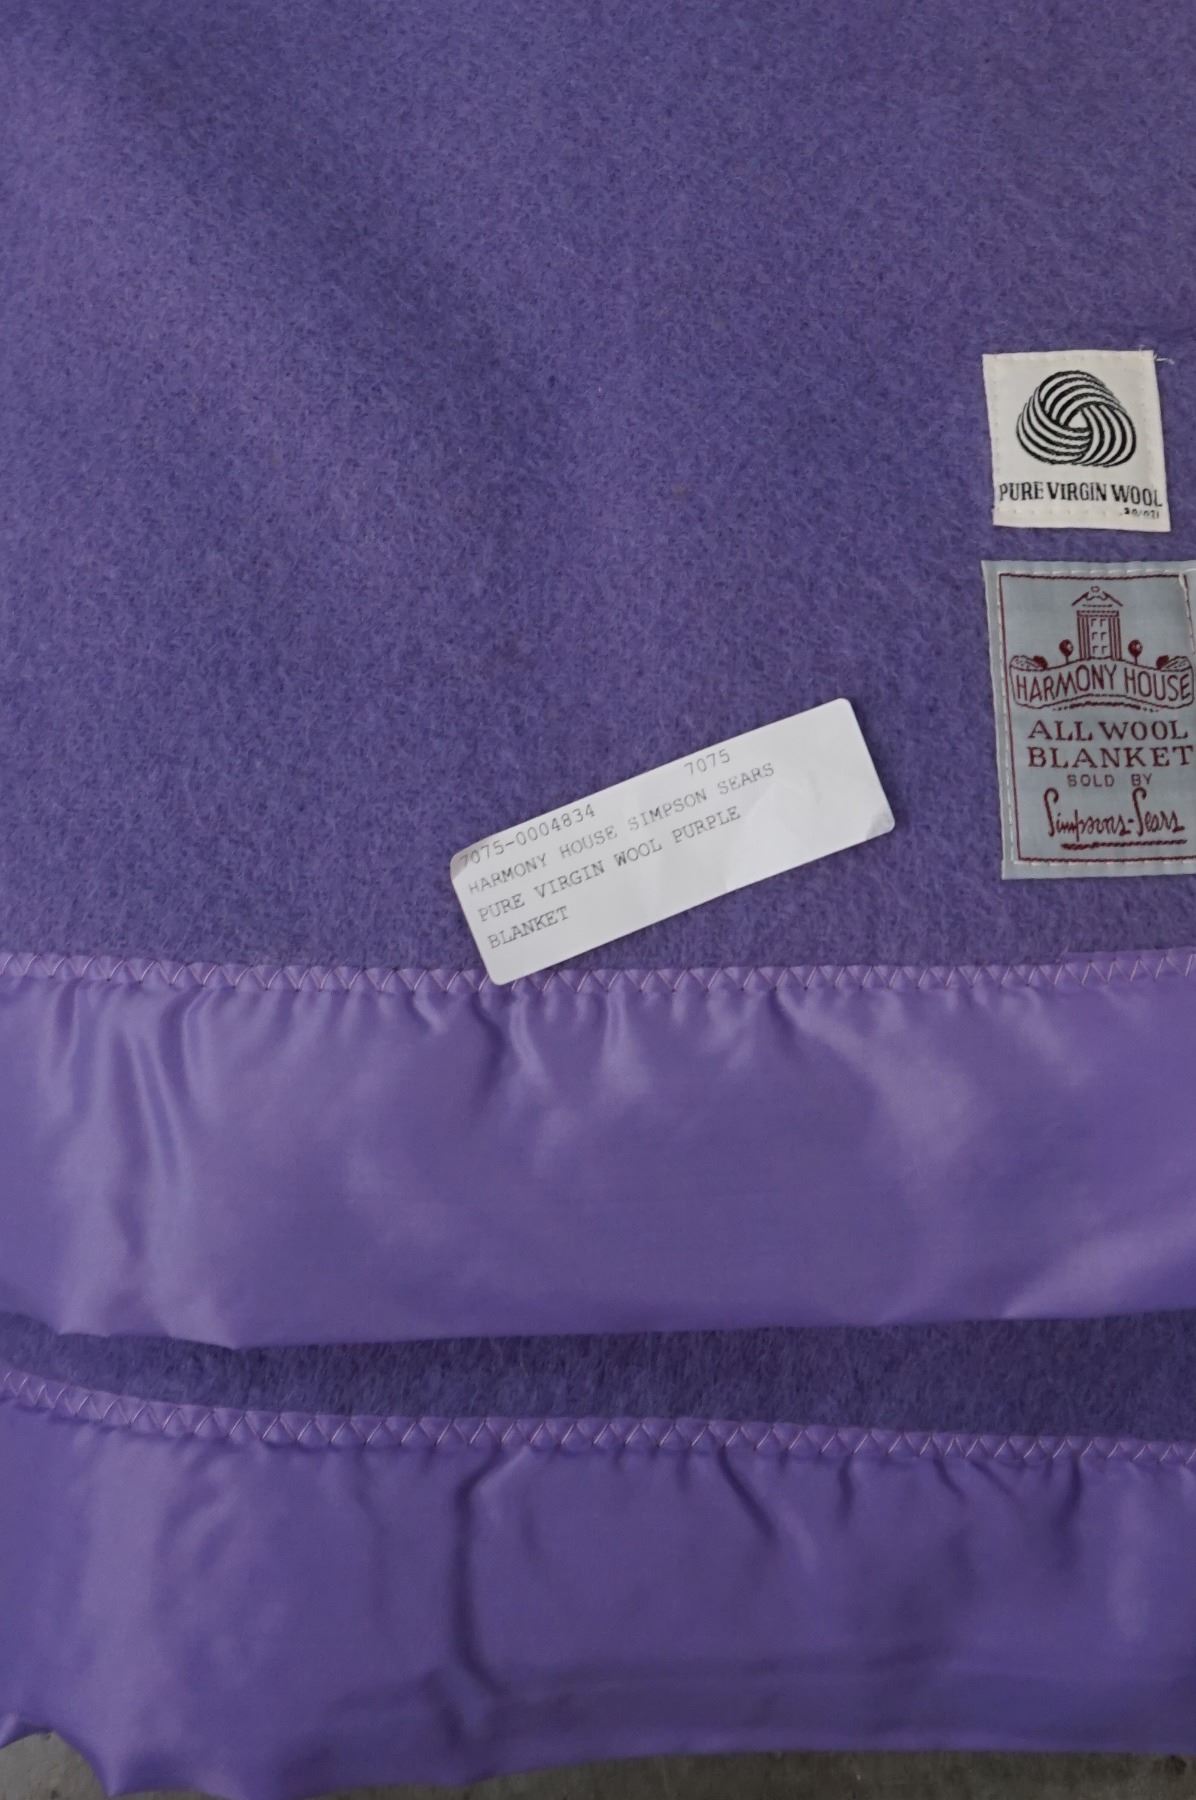 PURE VIRGIN WOOL
HARMONY HOUSE
ALL WOOL
BLANKET
SOLD BY
Simpsons-Sears
7075
7075-0004834
HARMONY HOUSE SIMPSON SEARS
PURE VIRGIN WOOL PURPLE
BLANKET